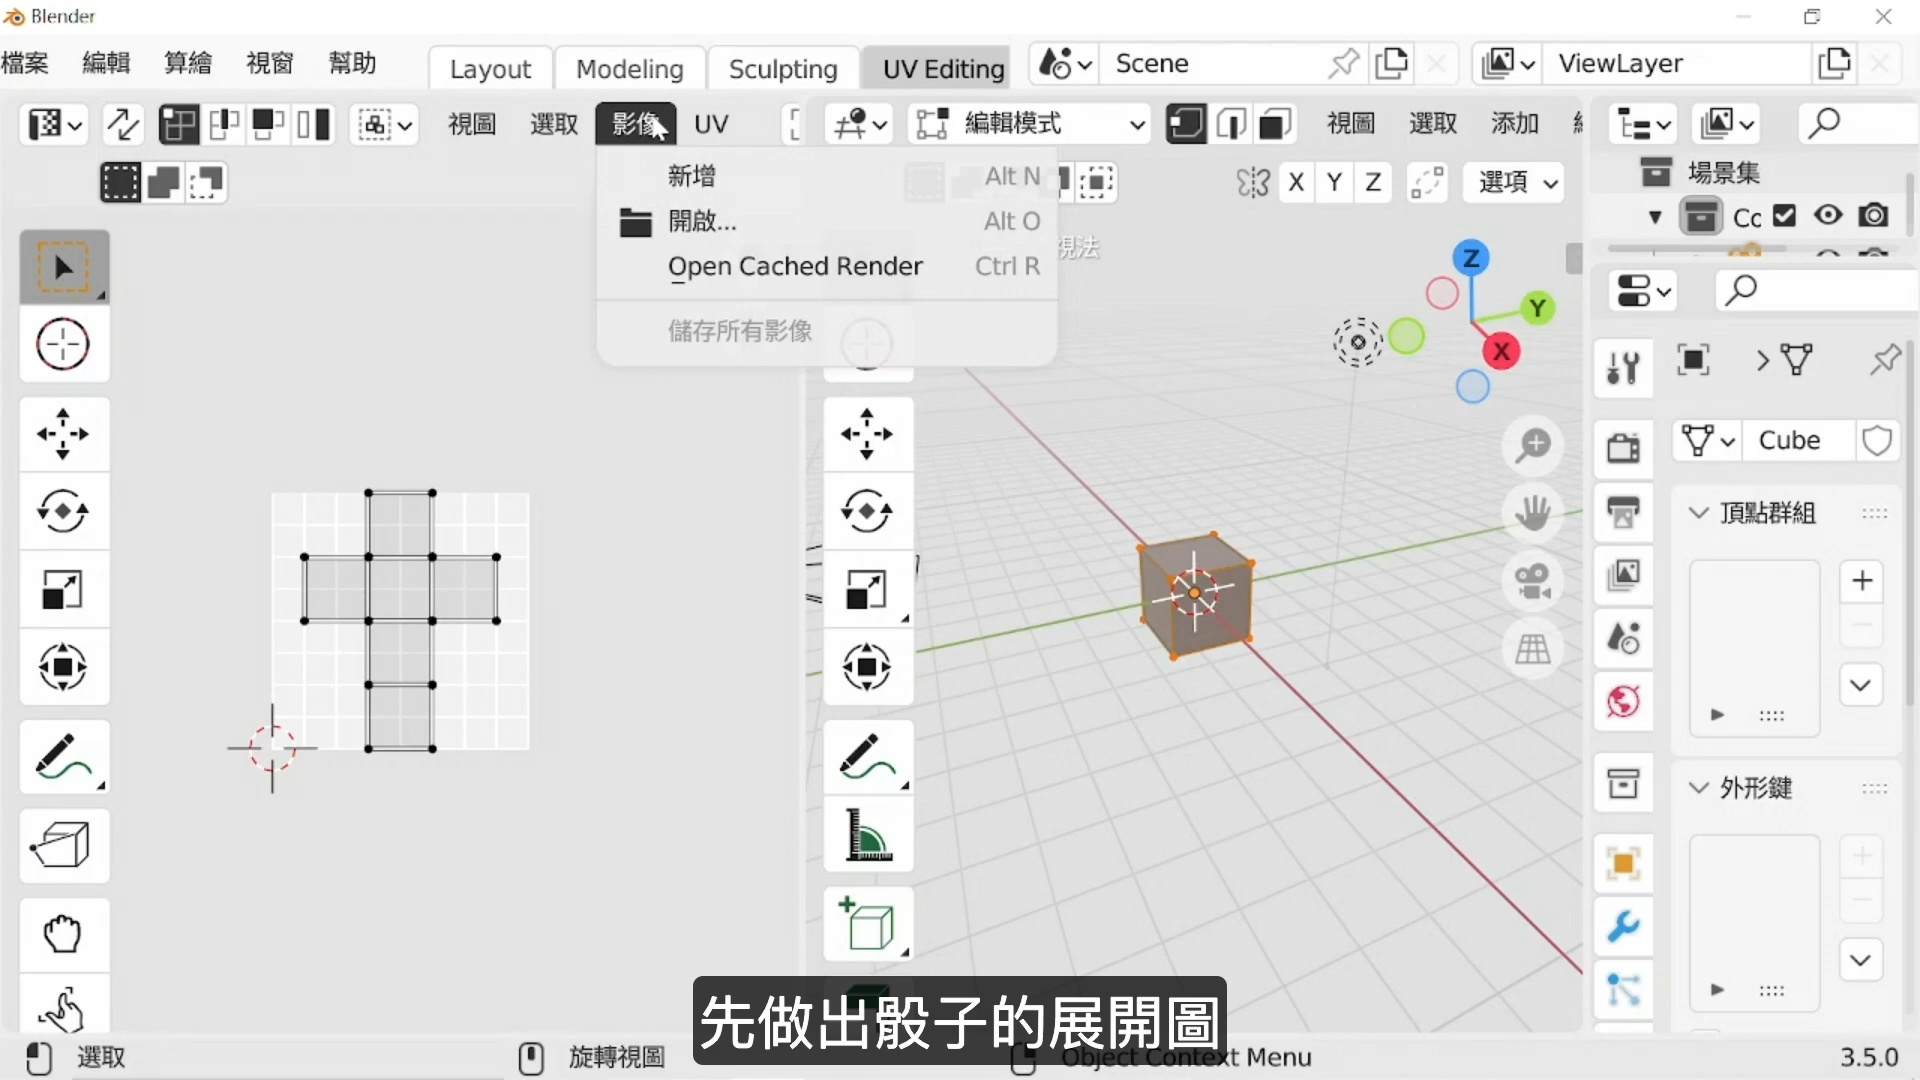 Blender
檔案 編輯 算繪 視窗 幫助 Layout Modeling Sculpting UV Editing Scene ViewLayer
視圖 選取 影像 UV 編輯模式 視圖 選取 添加
新增 Alt N
開啟... Alt O
Open Cached Render Ctrl R
儲存所有影像
視法
X Y Z 選項
場景集
Cc
Z
Y
X
Cube
頂點群組
外形鍵
先做出骰子的展開圖
選取 旋轉視圖 Object Context Menu 3.5.0